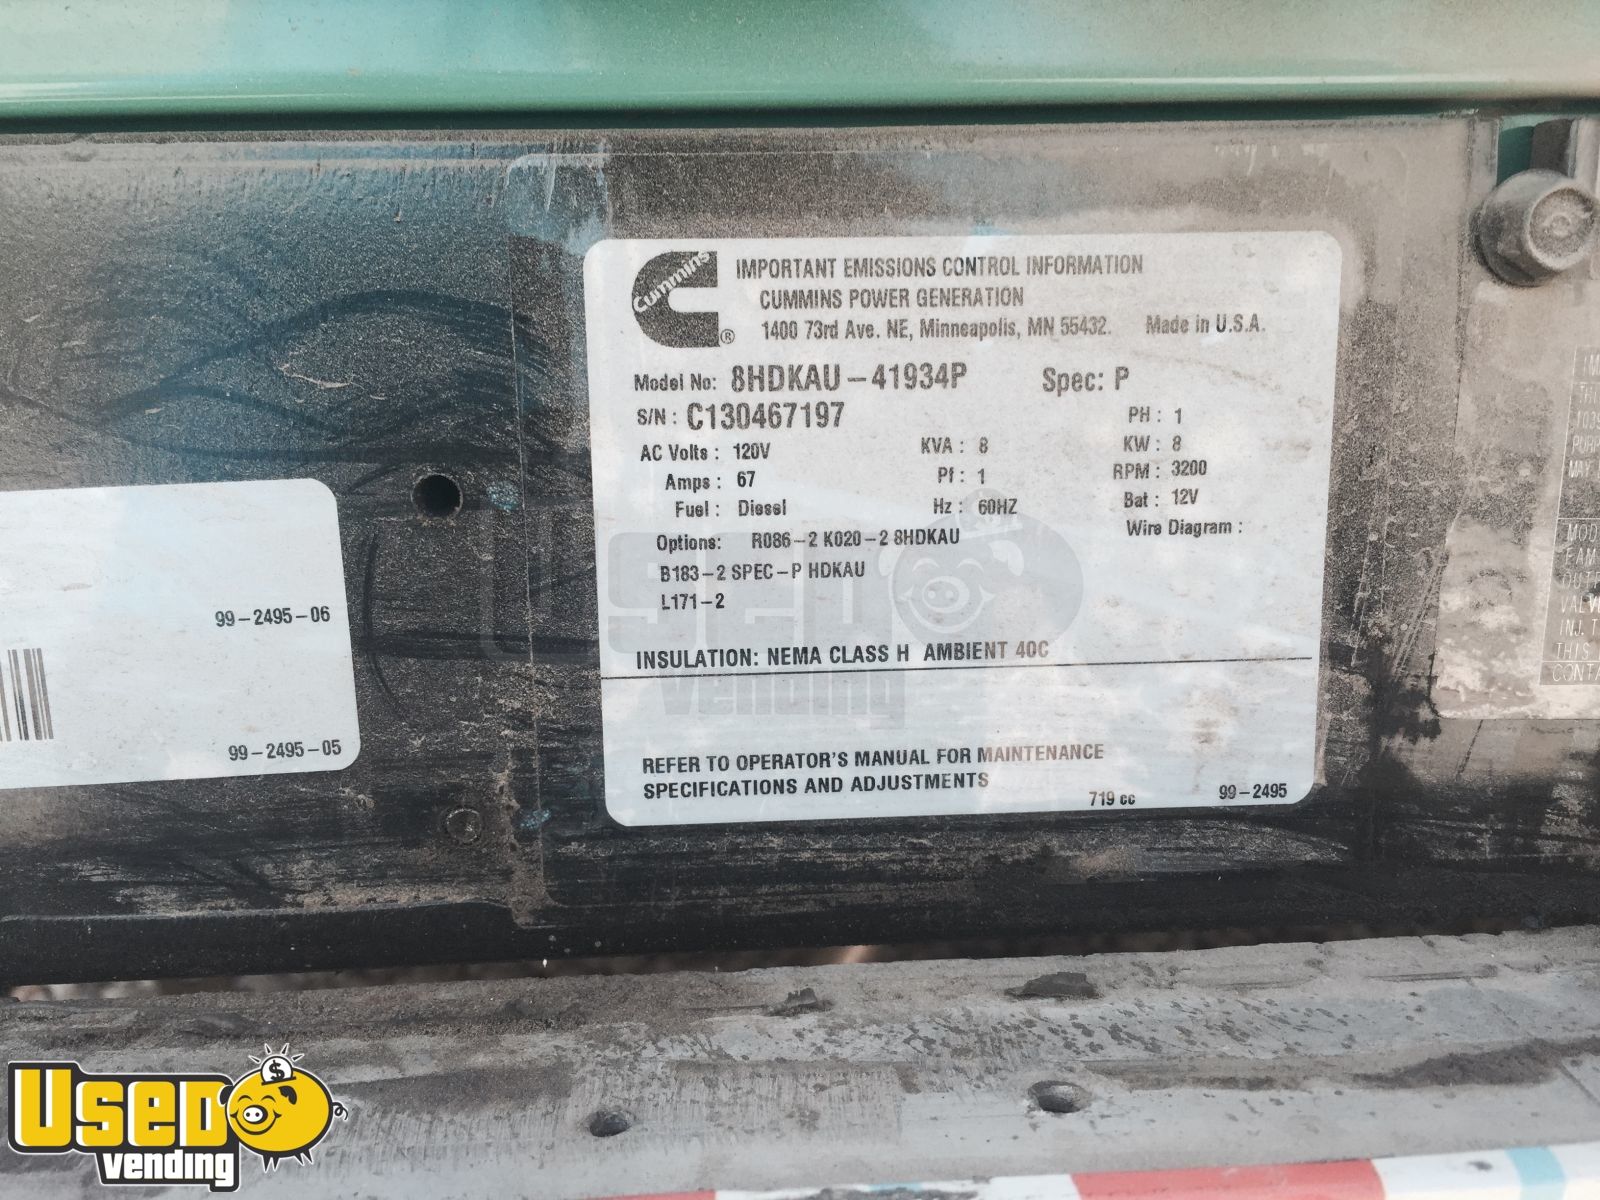 Cummins
®
IMPORTANT EMISSIONS CONTROL INFORMATION
CUMMINS POWER GENERATION
1400 73rd Ave. NE, Minneapolis, MN 55432. Made in U.S.A.
Model No: 8HDKAU-41934P Spec: P
S/N: C130467197 PH: 1
AC Volts: 120V KVA: 8 KW: 8
Amps: 67 Pf: 1 RPM: 3200
Fuel: Diesel Hz: 60HZ Bat: 12V
Options: R086-2 K020-2 8HDKAU Wire Diagram:
B183-2 SPEC-P HDKAU
L171-2
INSULATION: NEMA CLASS H AMBIENT 40C
REFER TO OPERATOR'S MANUAL FOR MAINTENANCE
SPECIFICATIONS AND ADJUSTMENTS
719 cc 99-2495
99-2495-06
99-2495-05
USED
vending
USED
vending